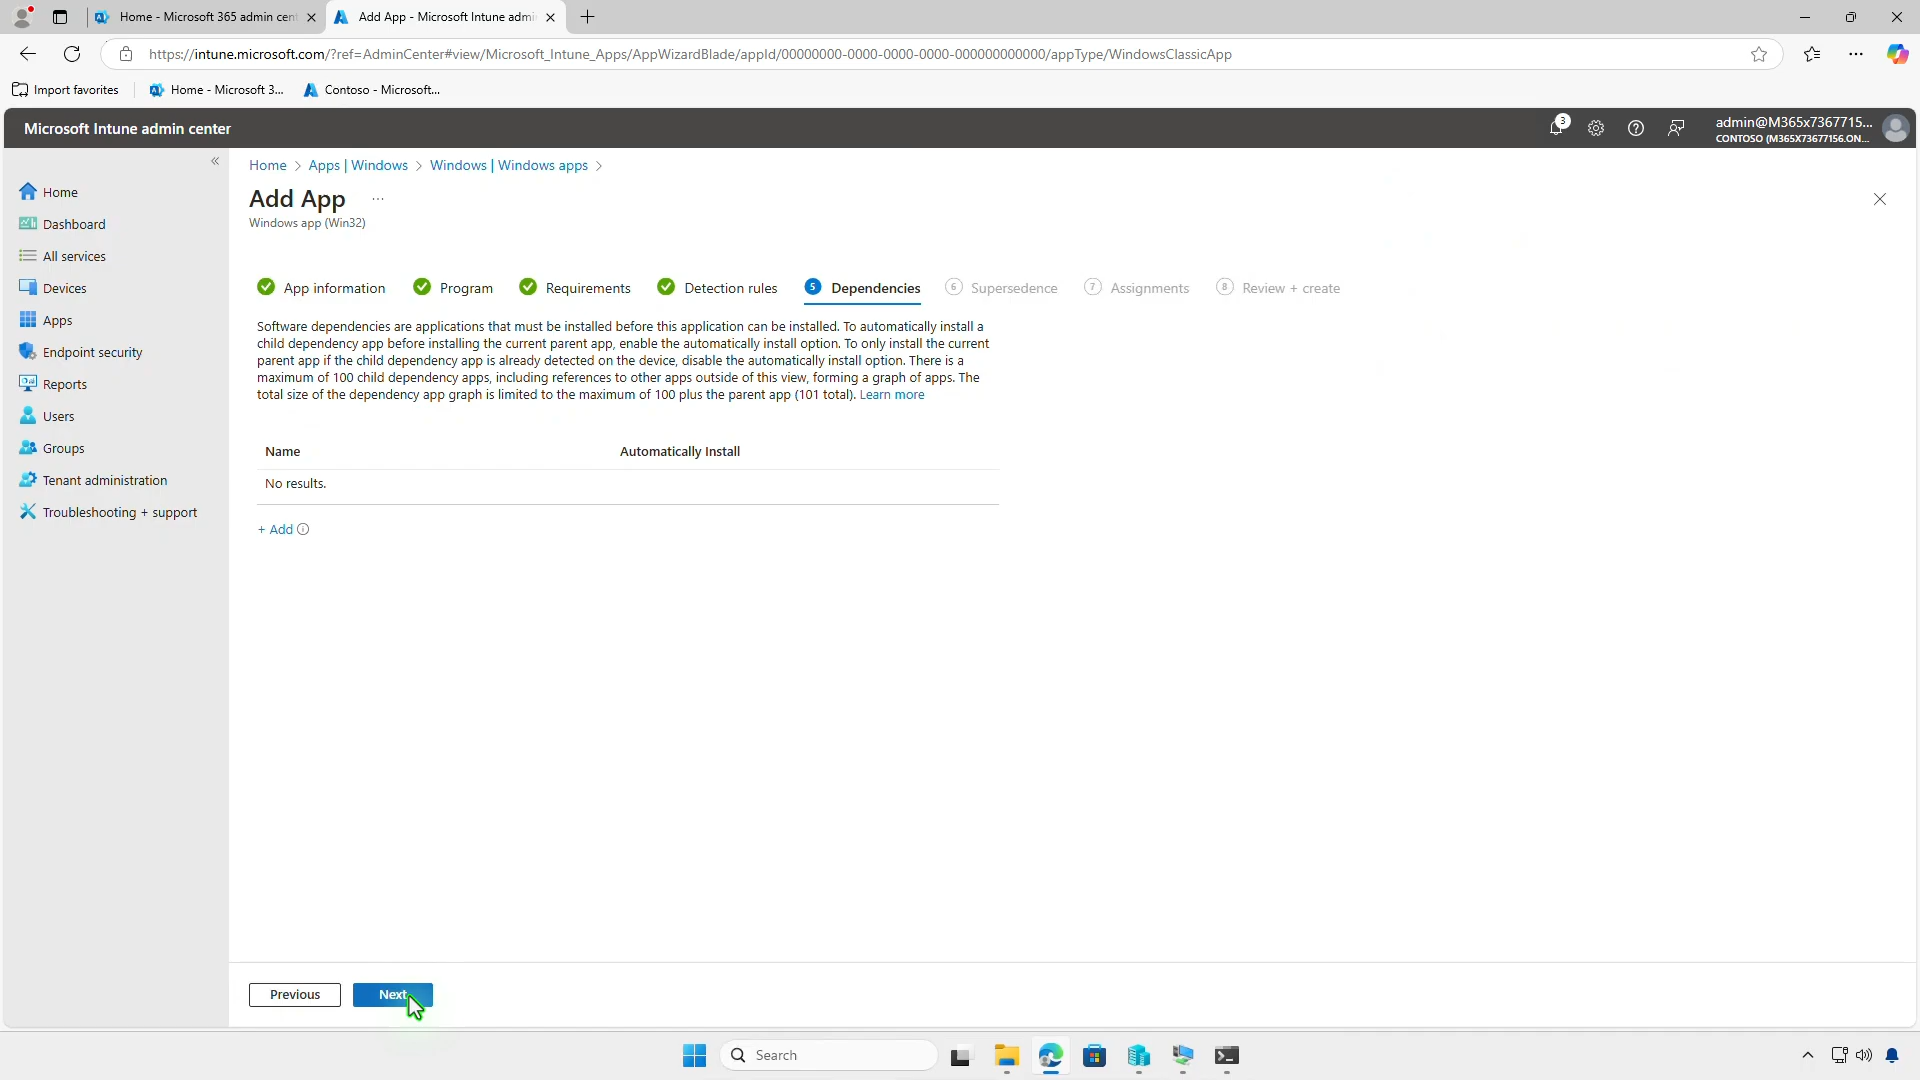 Home - Microsoft 365 admin cen
Add App - Microsoft Intune admi
https://intune.microsoft.com/?ref=AdminCenter#view/Microsoft_Intune_Apps/AppWizardBlade/appId/00000000-0000-0000-0000-000000000000/appType/WindowsClassicApp
Import favorites
Home - Microsoft 3...
Contoso - Microsoft...
Microsoft Intune admin center
3
admin@M365x7367715...
CONTOSO (M365X73677156.ON...
Home > Apps | Windows > Windows | Windows apps >
Add App ...
Windows app (Win32)
Home
Dashboard
All services
Devices
Apps
Endpoint security
Reports
Users
Groups
Tenant administration
Troubleshooting + support
App information
Program
Requirements
Detection rules
5 Dependencies
6 Supersedence
7 Assignments
8 Review + create
Software dependencies are applications that must be installed before this application can be installed. To automatically install a
child dependency app before installing the current parent app, enable the automatically install option. To only install the current
parent app if the child dependency app is already detected on the device, disable the automatically install option. There is a
maximum of 100 child dependency apps, including references to other apps outside of this view, forming a graph of apps. The
total size of the dependency app graph is limited to the maximum of 100 plus the parent app (101 total). Learn more
Name Automatically Install
No results.
+ Add
Previous
Next
Search